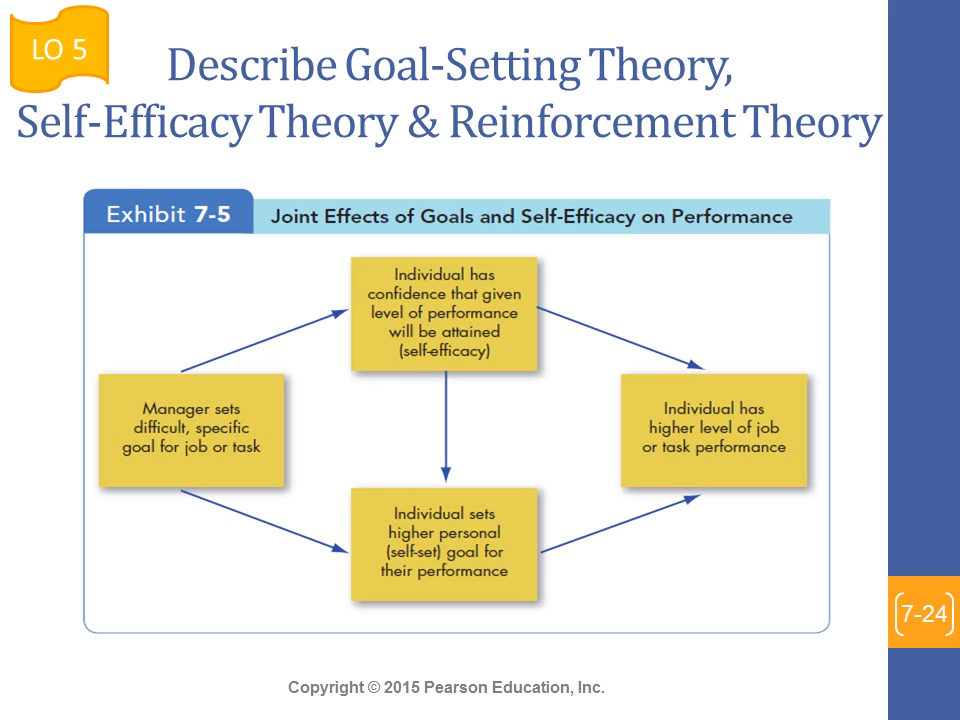 LO 5
Describe Goal-Setting Theory,
Self-Efficacy Theory & Reinforcement Theory
Exhibit 7-5
Joint Effects of Goals and Self-Efficacy on Performance
Individual has
confidence that given
level of performance
will be attained
(self-efficacy)
Manager sets
difficult, specific
goal for job or task
Individual has
higher level of job
or task performance
Individual sets
higher personal
(self-set) goal for
their performance
7-24
Copyright © 2015 Pearson Education, Inc.